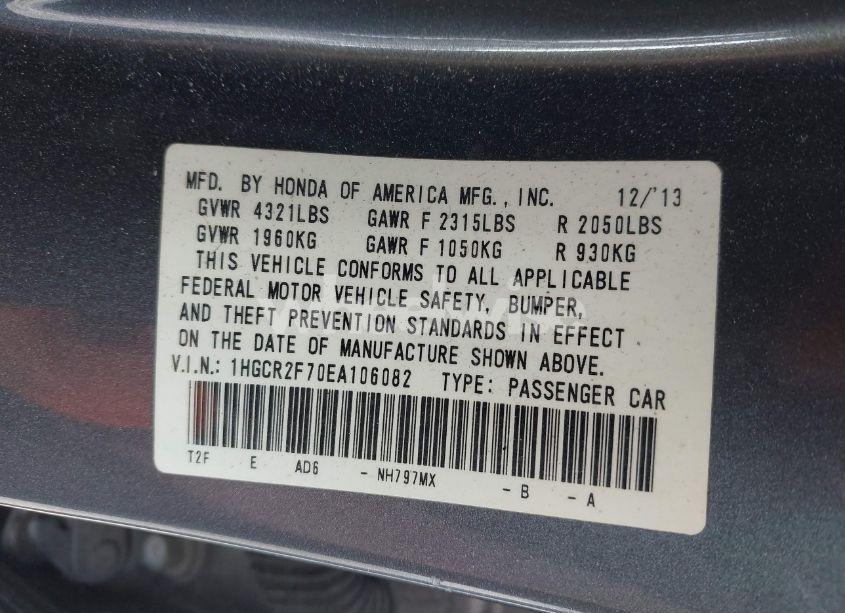 MFD. BY HONDA OF AMERICA MFG., INC. 12/'13
GVWR 4321LBS GAWR F 2315LBS R 2050LBS
GVWR 1960KG GAWR F 1050KG R 930KG
THIS VEHICLE CONFORMS TO ALL APPLICABLE
FEDERAL MOTOR VEHICLE SAFETY, BUMPER,
AND THEFT PREVENTION STANDARDS IN EFFECT
ON THE DATE OF MANUFACTURE SHOWN ABOVE.
V.I.N.: 1HGCR2F70EA106082 TYPE: PASSENGER CAR
T2F E AD6 - NH797MX - B - A